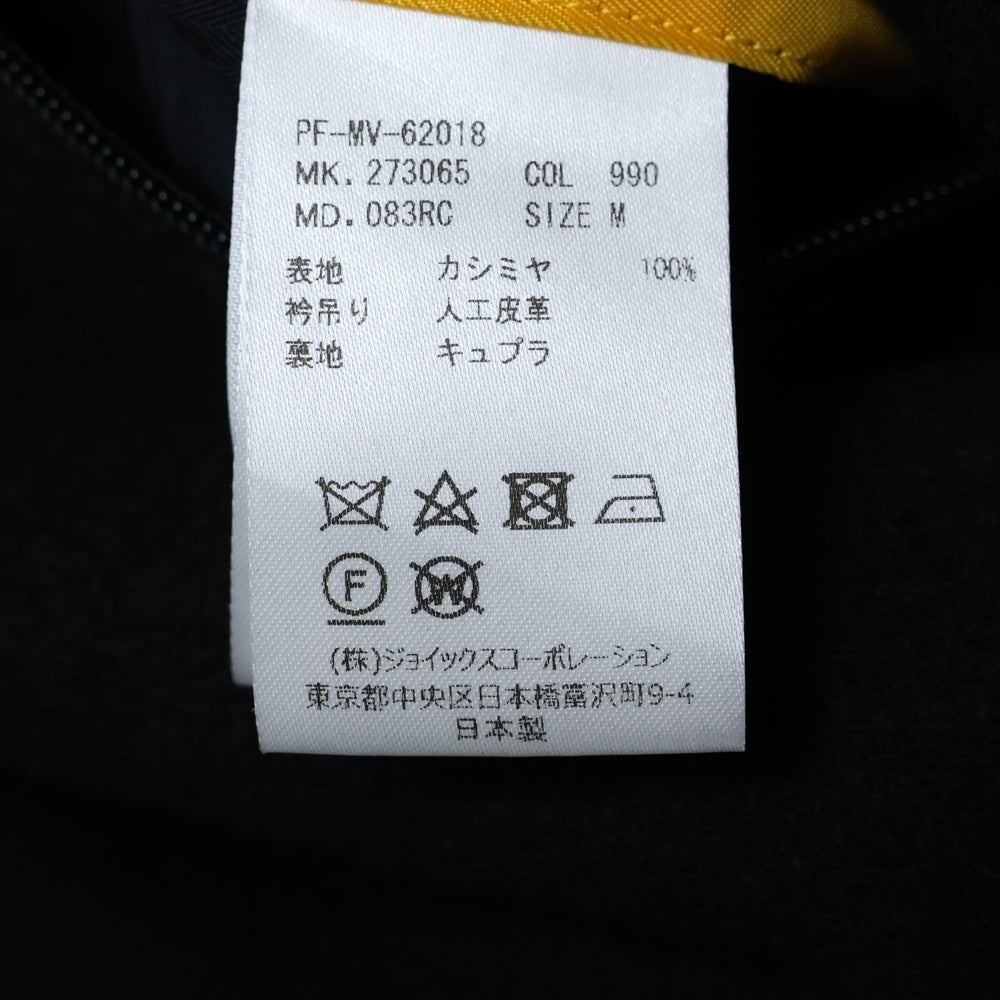 PF-MV-62018
MK. 273065 COL 990
MD. 083RC SIZE M
表地 カシミヤ 100%
衿吊り 人工皮革
裏地 キュプラ
F W
(株)ジョイックスコーポレーション
東京都中央区日本橋富沢町9-4
日本製